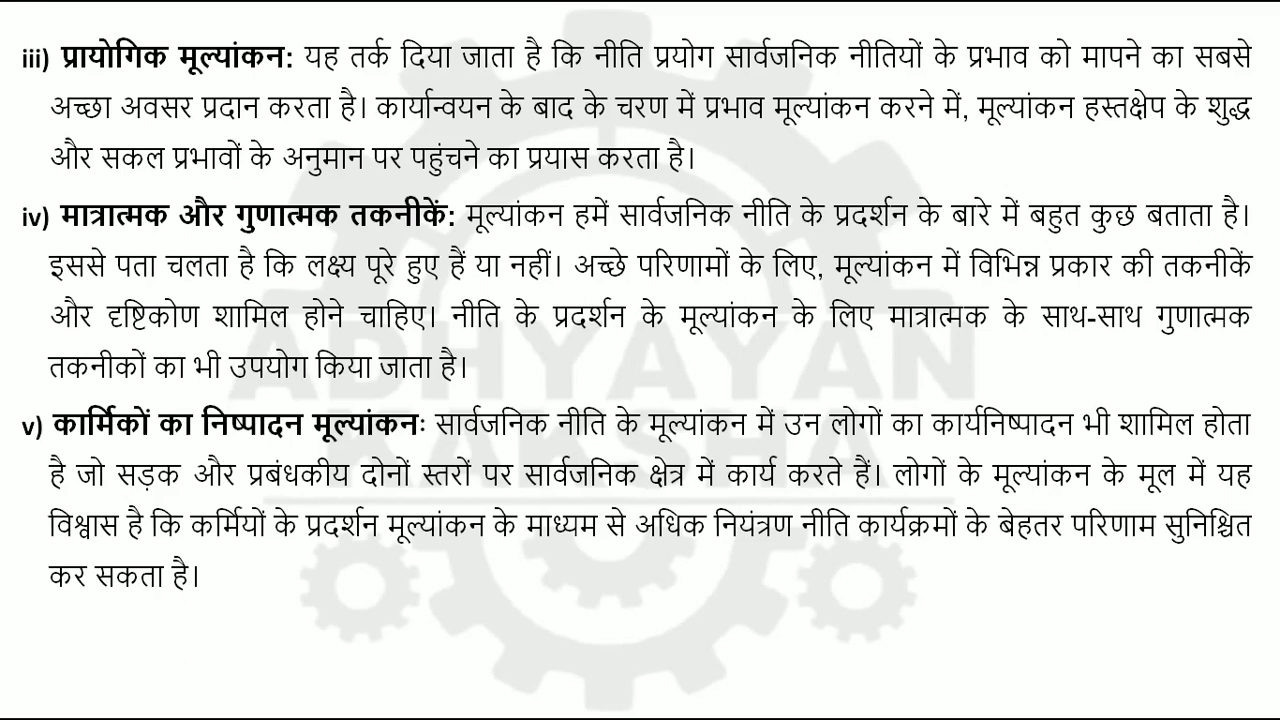 iii) प्रायोगिक मूल्यांकन: यह तर्क दिया जाता है कि नीति प्रयोग सार्वजनिक नीतियों के प्रभाव को मापने का सबसे
अच्छा अवसर प्रदान करता है। कार्यान्वयन के बाद के चरण में प्रभाव मूल्यांकन करने में, मूल्यांकन हस्तक्षेप के शुद्ध
और सकल प्रभावों के अनुमान पर पहुंचने का प्रयास करता है।
iv) मात्रात्मक और गुणात्मक तकनीकें: मूल्यांकन हमें सार्वजनिक नीति के प्रदर्शन के बारे में बहुत कुछ बताता है।
इससे पता चलता है कि लक्ष्य पूरे हुए हैं या नहीं। अच्छे परिणामों के लिए, मूल्यांकन में विभिन्न प्रकार की तकनीकें
और दृष्टिकोण शामिल होने चाहिए। नीति के प्रदर्शन के मूल्यांकन के लिए मात्रात्मक के साथ-साथ गुणात्मक
तकनीकों का भी उपयोग किया जाता है।
ADHYAYAN
v) कार्मिकों का निष्पादन मूल्यांकनः सार्वजनिक नीति के मूल्यांकन में उन लोगों का कार्यनिष्पादन भी शामिल होता
RAKSHA
है जो सड़क और प्रबंधकीय दोनों स्तरों पर सार्वजनिक क्षेत्र में कार्य करते हैं। लोगों के मूल्यांकन के मूल में यह
विश्वास है कि कर्मियों के प्रदर्शन मूल्यांकन के माध्यम से अधिक नियंत्रण नीति कार्यक्रमों के बेहतर परिणाम सुनिश्चित
कर सकता है।